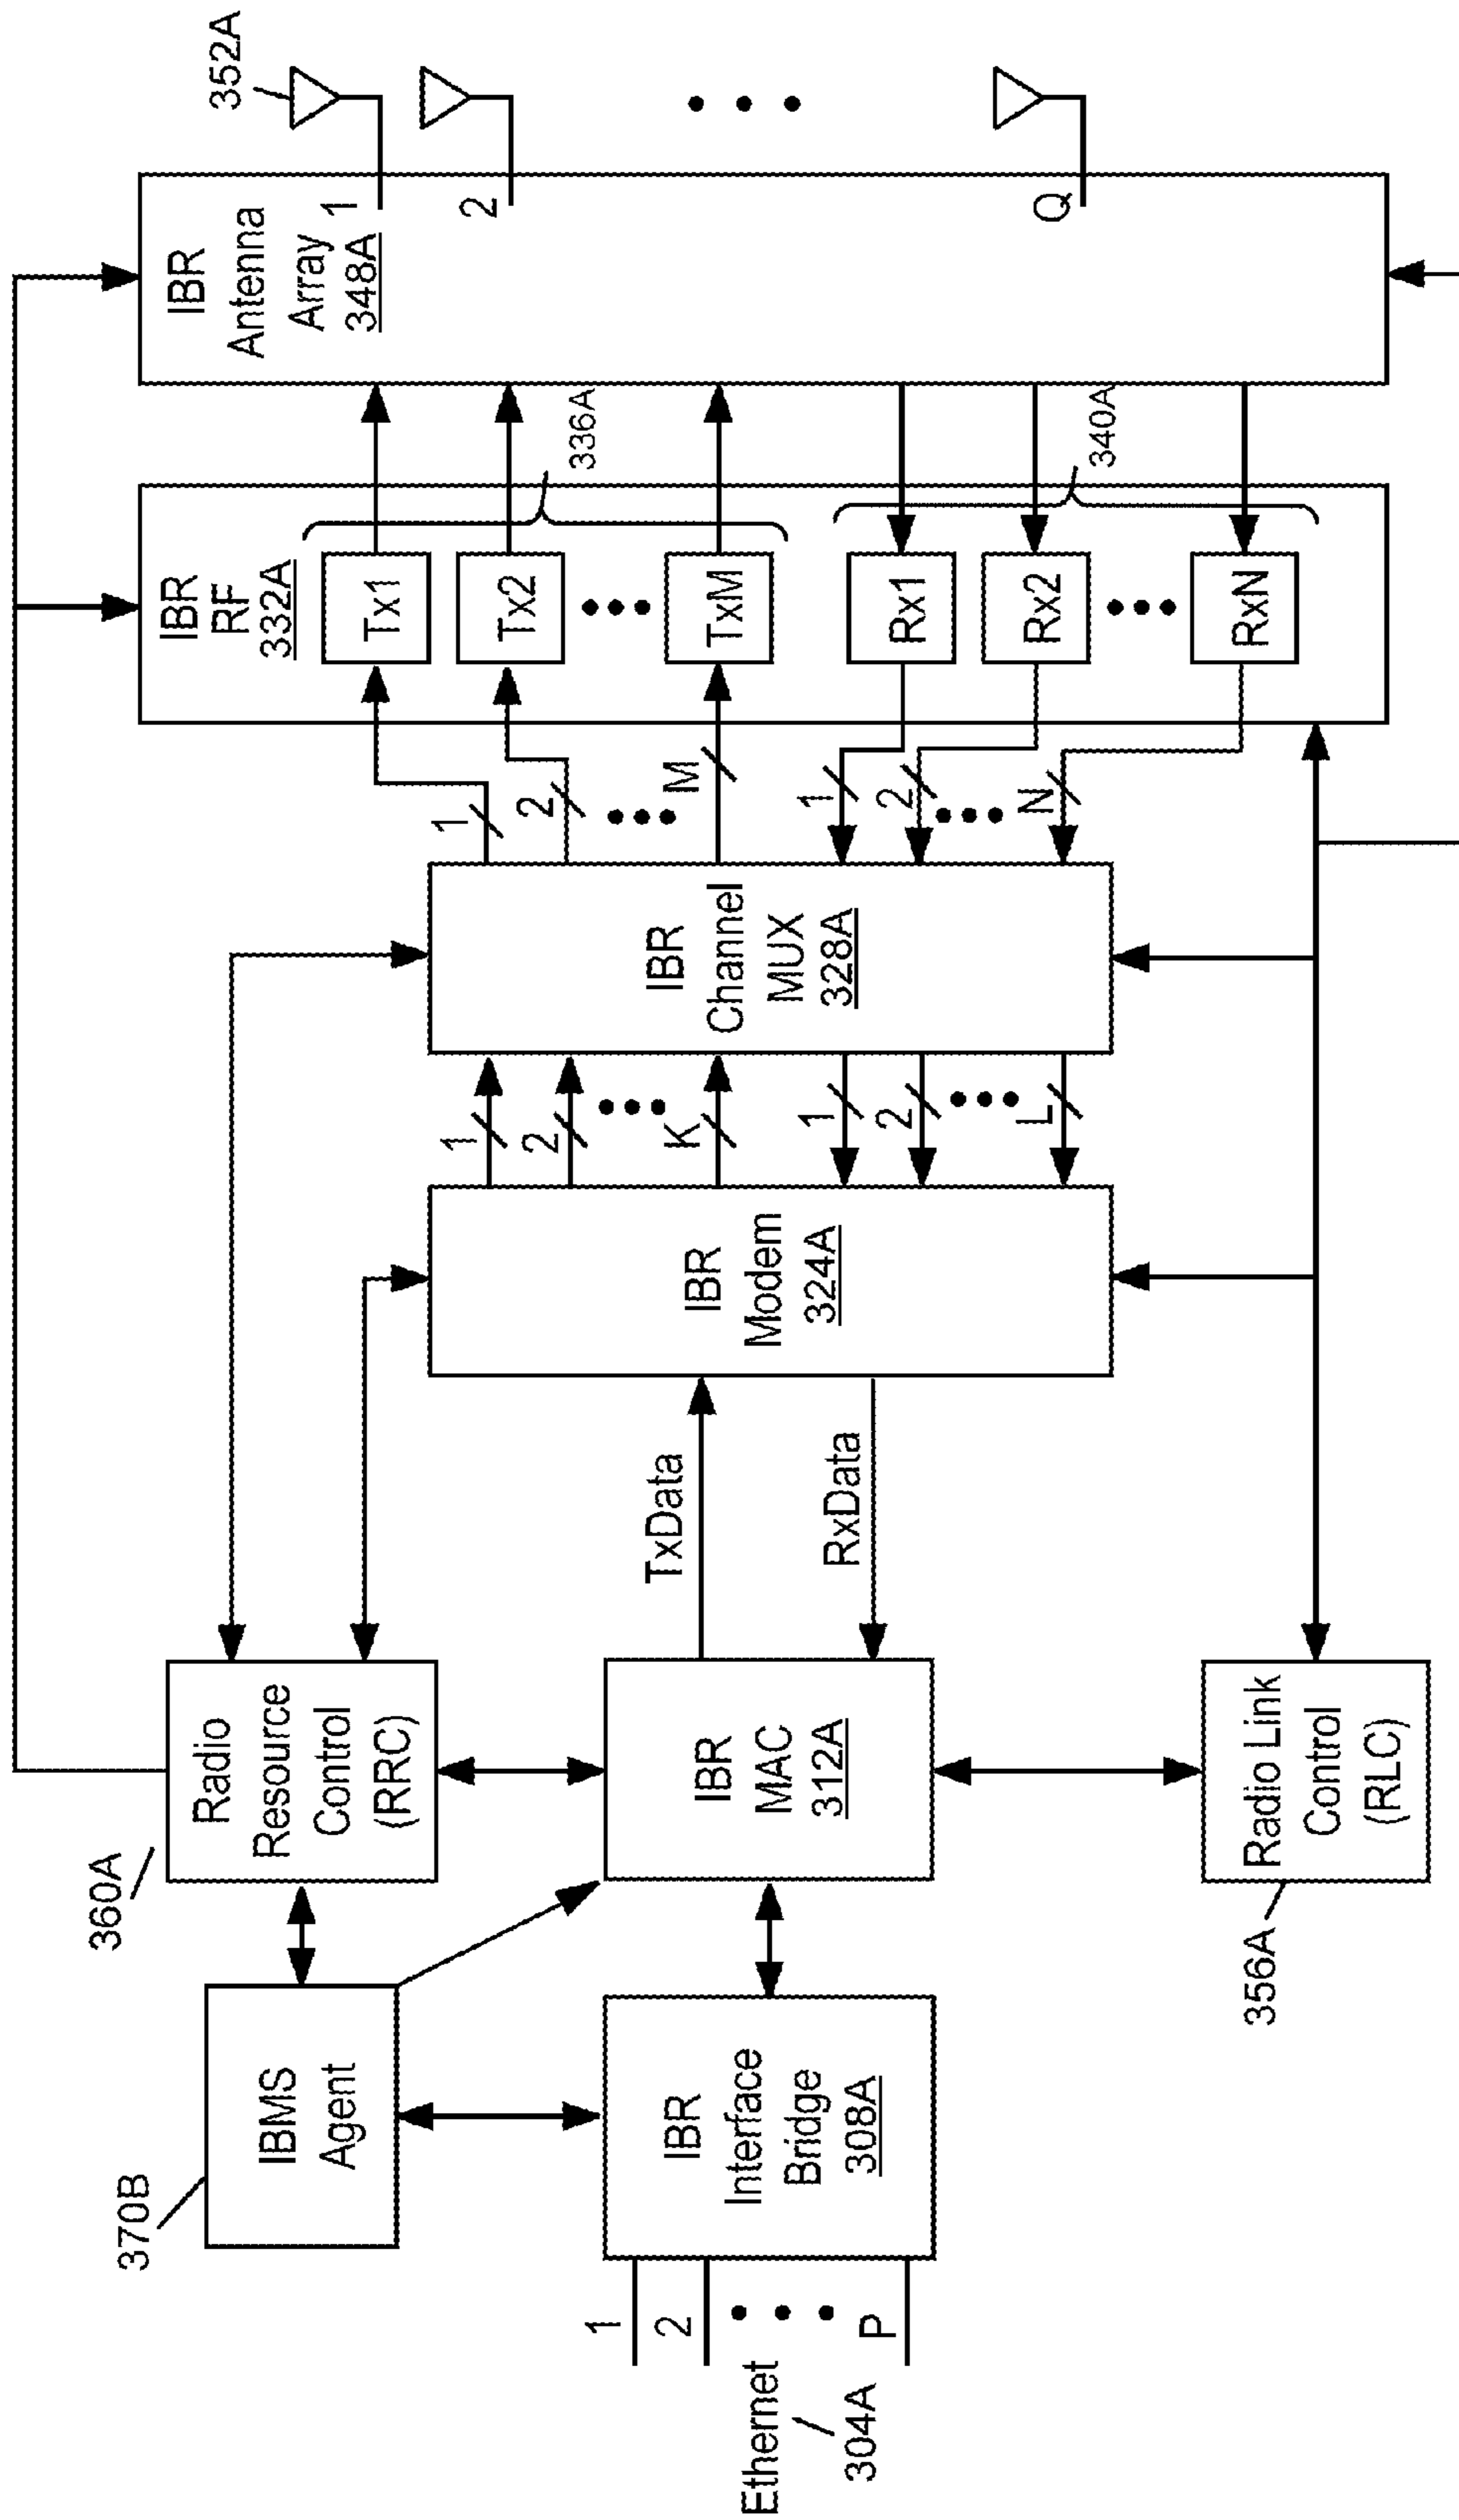 352A
IBR
Antenna
Array
348A
1
2
Q
336A
340A
IBR
RF
332A
Tx1
Tx2
TxM
Rx1
Rx2
RxN
1
2
M
1
2
N
IBR
Channel
MUX
328A
1
2
K
1
2
L
IBR
Modem
324A
TxData
RxData
360A
Radio
Resource
Control
(RRC)
IBR
MAC
312A
Radio Link
Control
(RLC)
356A
370B
IBMS
Agent
IBR
Interface
Bridge
308A
1
2
P
Ethernet
304A